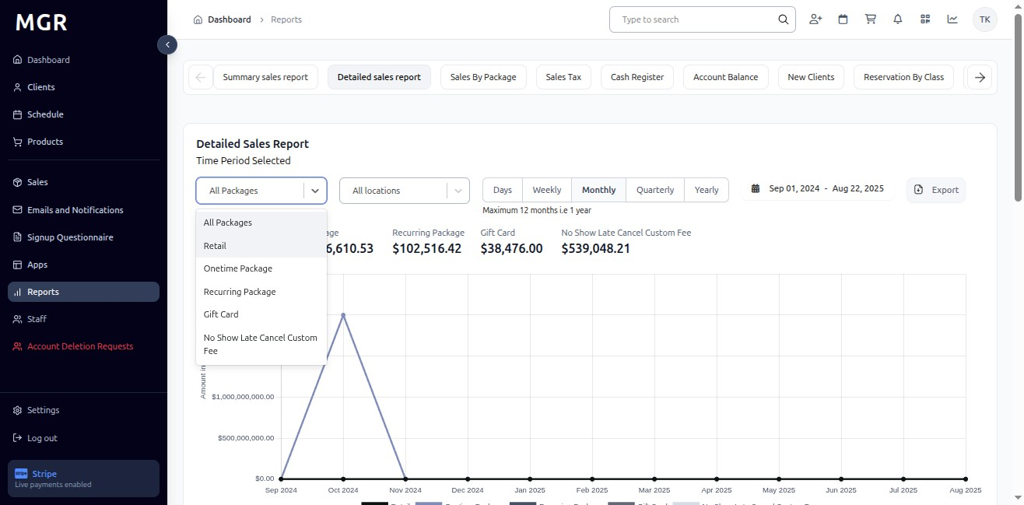 MGR
Dashboard
Clients
Schedule
Products
Sales
Emails and Notifications
Signup Questionnaire
Apps
Reports
Staff
Account Deletion Requests
Settings
Log out
Stripe
Live payments enabled
Dashboard
Reports
Type to search
TK
Summary sales report
Detailed sales report
Sales By Package
Sales Tax
Cash Register
Account Balance
New Clients
Reservation By Class
Detailed Sales Report
Time Period Selected
All Packages
All locations
Days
Weekly
Monthly
Quarterly
Yearly
Maximum 12 months i.e 1 year
Sep 01, 2024 - Aug 22, 2025
Export
All Packages
Retail
Onetime Package
Recurring Package
Gift Card
No Show Late Cancel Custom
Fee
6,610.53
Recurring Package
$102,516.42
Gift Card
$38,476.00
No Show Late Cancel Custom Fee
$539,048.21
Amount in
$1,000,000,000.00
$500,000,000.00
$0.00
Sep 2024
Oct 2024
Nov 2024
Dec 2024
Jan 2025
Feb 2025
Mar 2025
Apr 2025
May 2025
Jun 2025
Jul 2025
Aug 2025